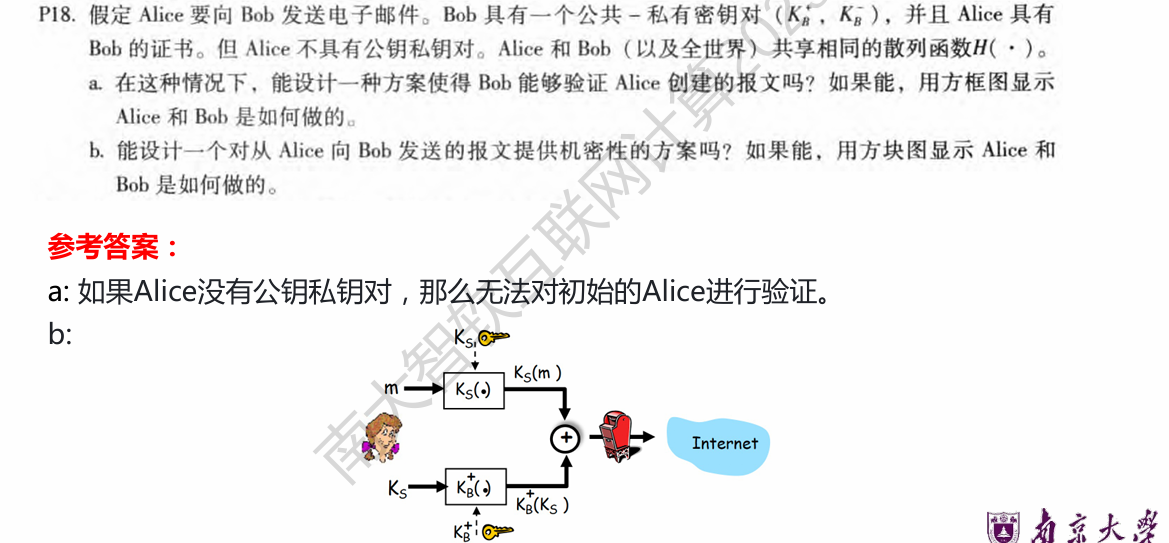 P18. 假定 Alice 要向 Bob 发送电子邮件。Bob 具有一个公共-私有密钥对（K_B^+，K_B^-），并且 Alice 具有
Bob 的证书。但 Alice 不具有公钥私钥对。Alice 和 Bob（以及全世界）共享相同的散列函数H(·)。
a. 在这种情况下，能设计一种方案使得 Bob 能够验证 Alice 创建的报文吗？如果能，用方框图显示
Alice 和 Bob 是如何做的。
b. 能设计一个对从 Alice 向 Bob 发送的报文提供机密性的方案吗？如果能，用方块图显示 Alice 和
Bob 是如何做的。
参考答案：
a: 如果Alice没有公钥私钥对，那么无法对初始的Alice进行验证。
b:
K_S
K_S(m )
m
K_S(•)
+
Internet
K_S
K_B^+(•)
K_B^+(K_S )
K_B^+
南大智软互联网计算202
南京大学